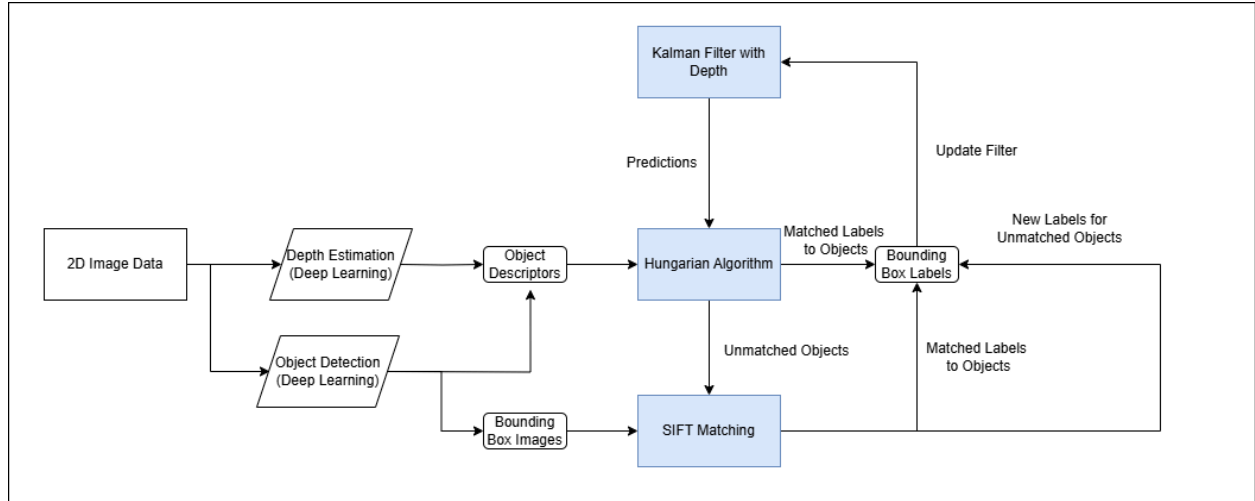 Kalman Filter with
Depth
Predictions
Update Filter
2D Image Data
Depth Estimation
(Deep Learning)
Object
Descriptors
Hungarian Algorithm
Matched Labels
to Objects
Bounding
Box Labels
New Labels for
Unmatched Objects
Object Detection
(Deep Learning)
Unmatched Objects
Matched Labels
to Objects
Bounding
Box Images
SIFT Matching